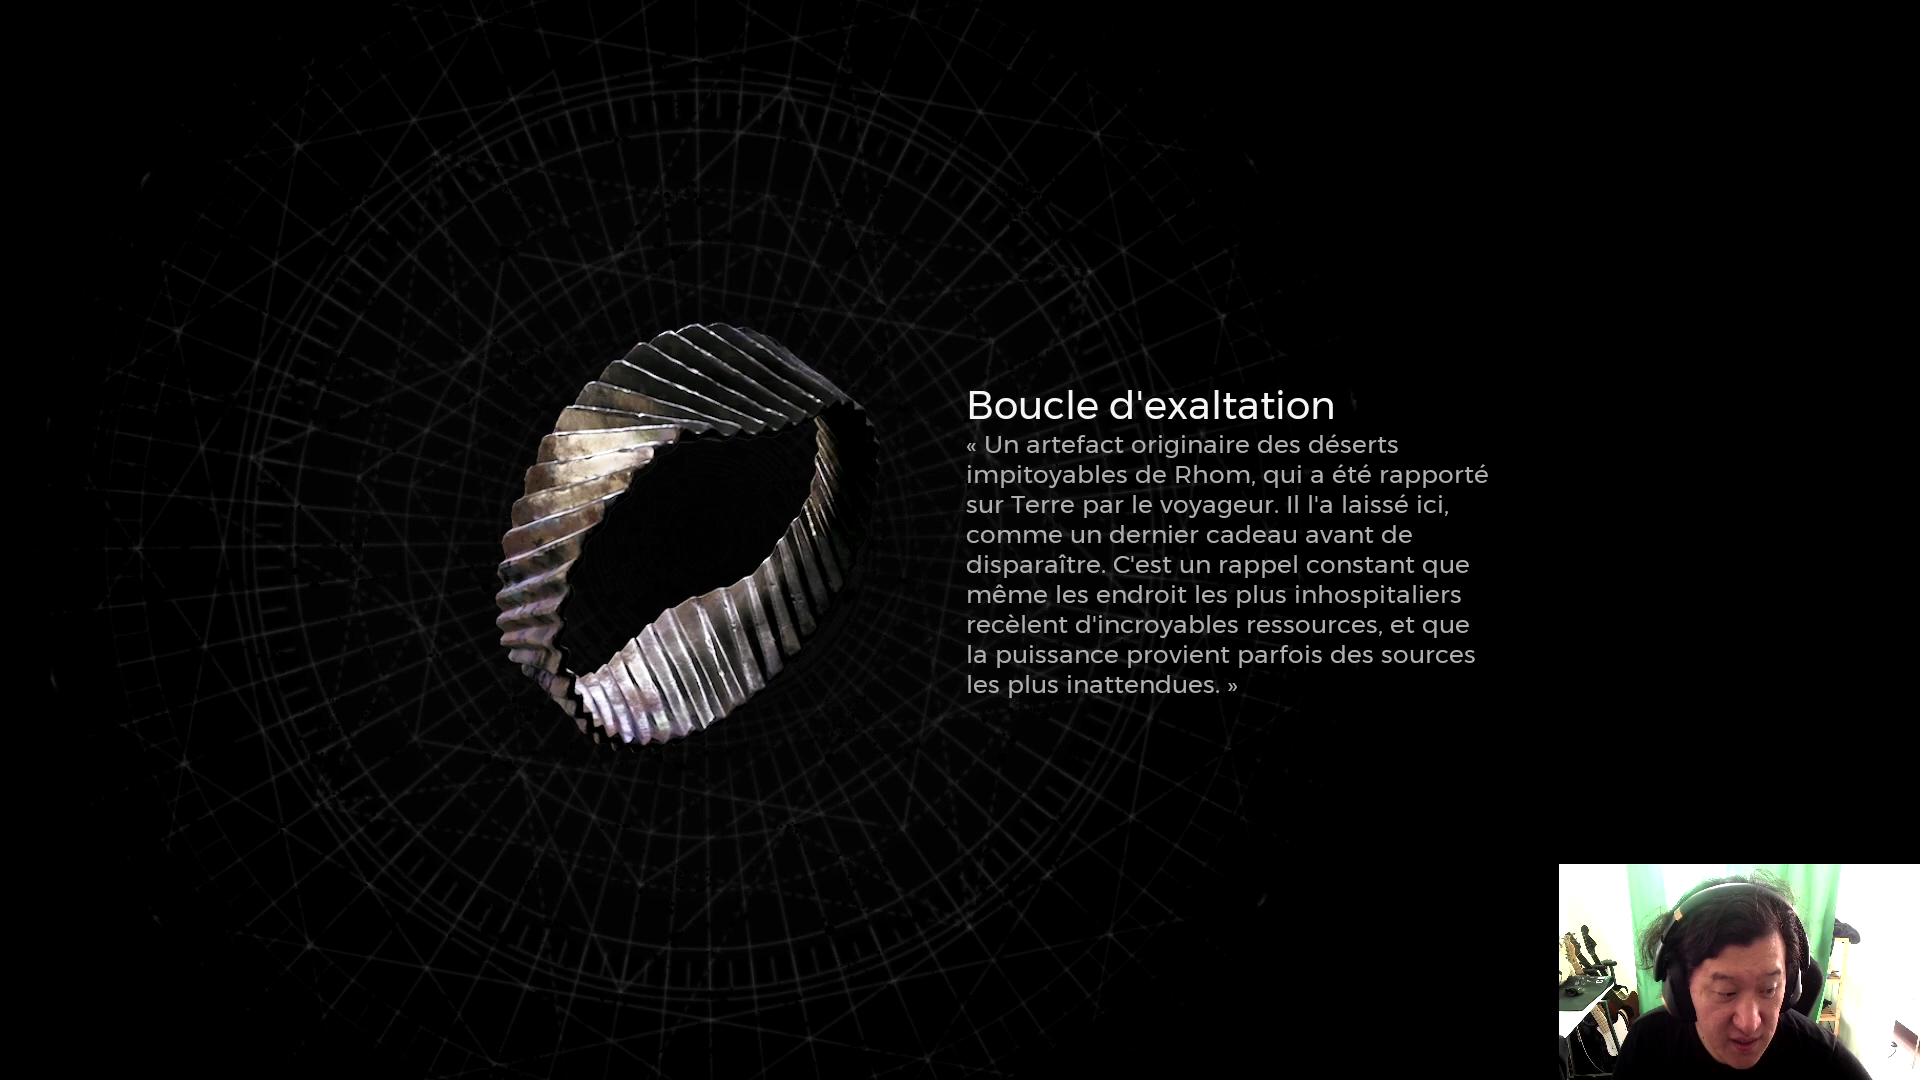 Boucle d'exaltation
« Un artefact originaire des déserts
impitoyables de Rhom, qui a été rapporté
sur Terre par le voyageur. Il l'a laissé ici,
comme un dernier cadeau avant de
disparaître. C'est un rappel constant que
même les endroit les plus inhospitaliers
recèlent d'incroyables ressources, et que
la puissance provient parfois des sources
les plus inattendues. »